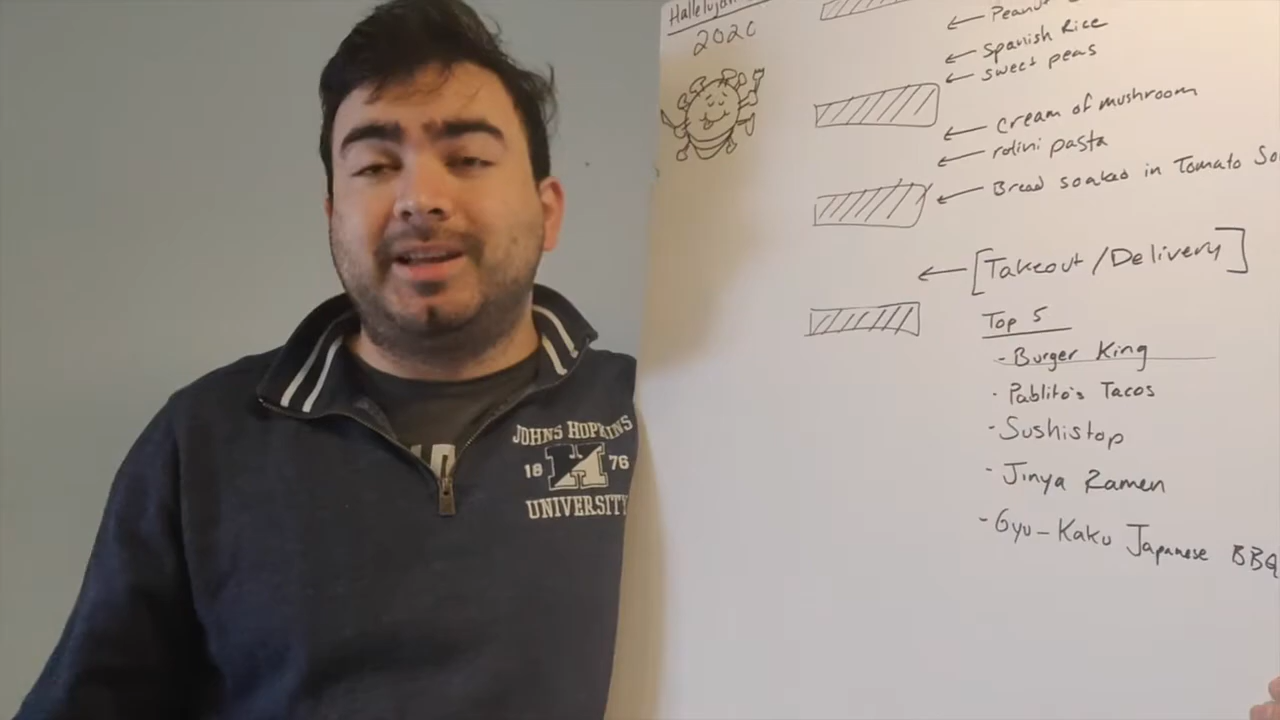 JOHNS HOPKINS
18 H 76
UNIVERSITY
Hallelujah
2020
Peanut
Spanish Rice
sweet peas
cream of mushroom
rotini pasta
Bread soaked in Tomato So
[Takeout / Delivery]
Top 5
- Burger King
- Pablito's Tacos
- Sushistop
- Jinya Ramen
- Gyu-Kaku Japanese BBQ